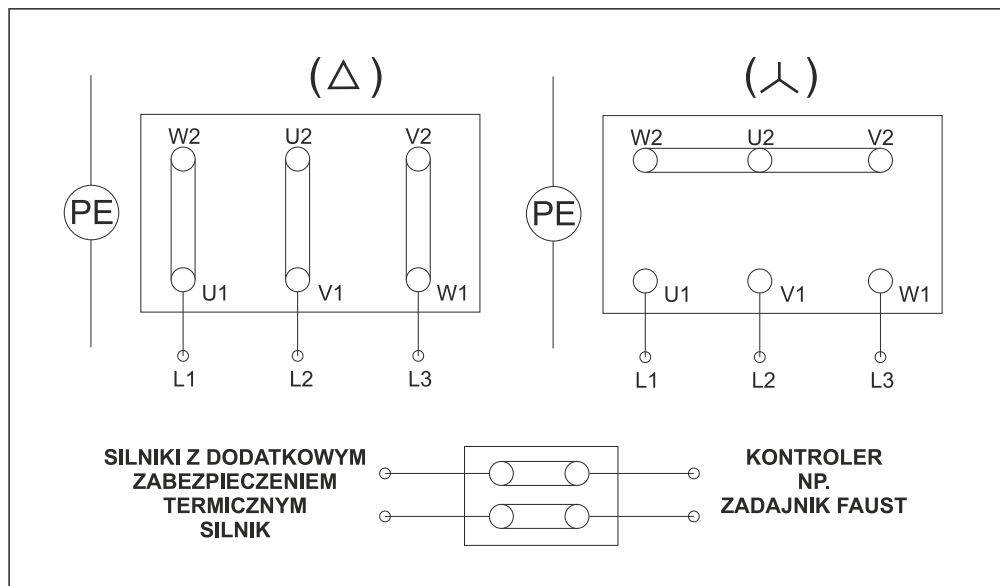 (△) (⅄)
W2 U2 V2
PE
U1 V1 W1
L1 L2 L3
W2 U2 V2
PE
U1 V1 W1
L1 L2 L3
SILNIKI Z DODATKOWYM
ZABEZPIECZENIEM
TERMICZNYM
SILNIK
KONTROLER
NP.
ZADAJNIK FAUST